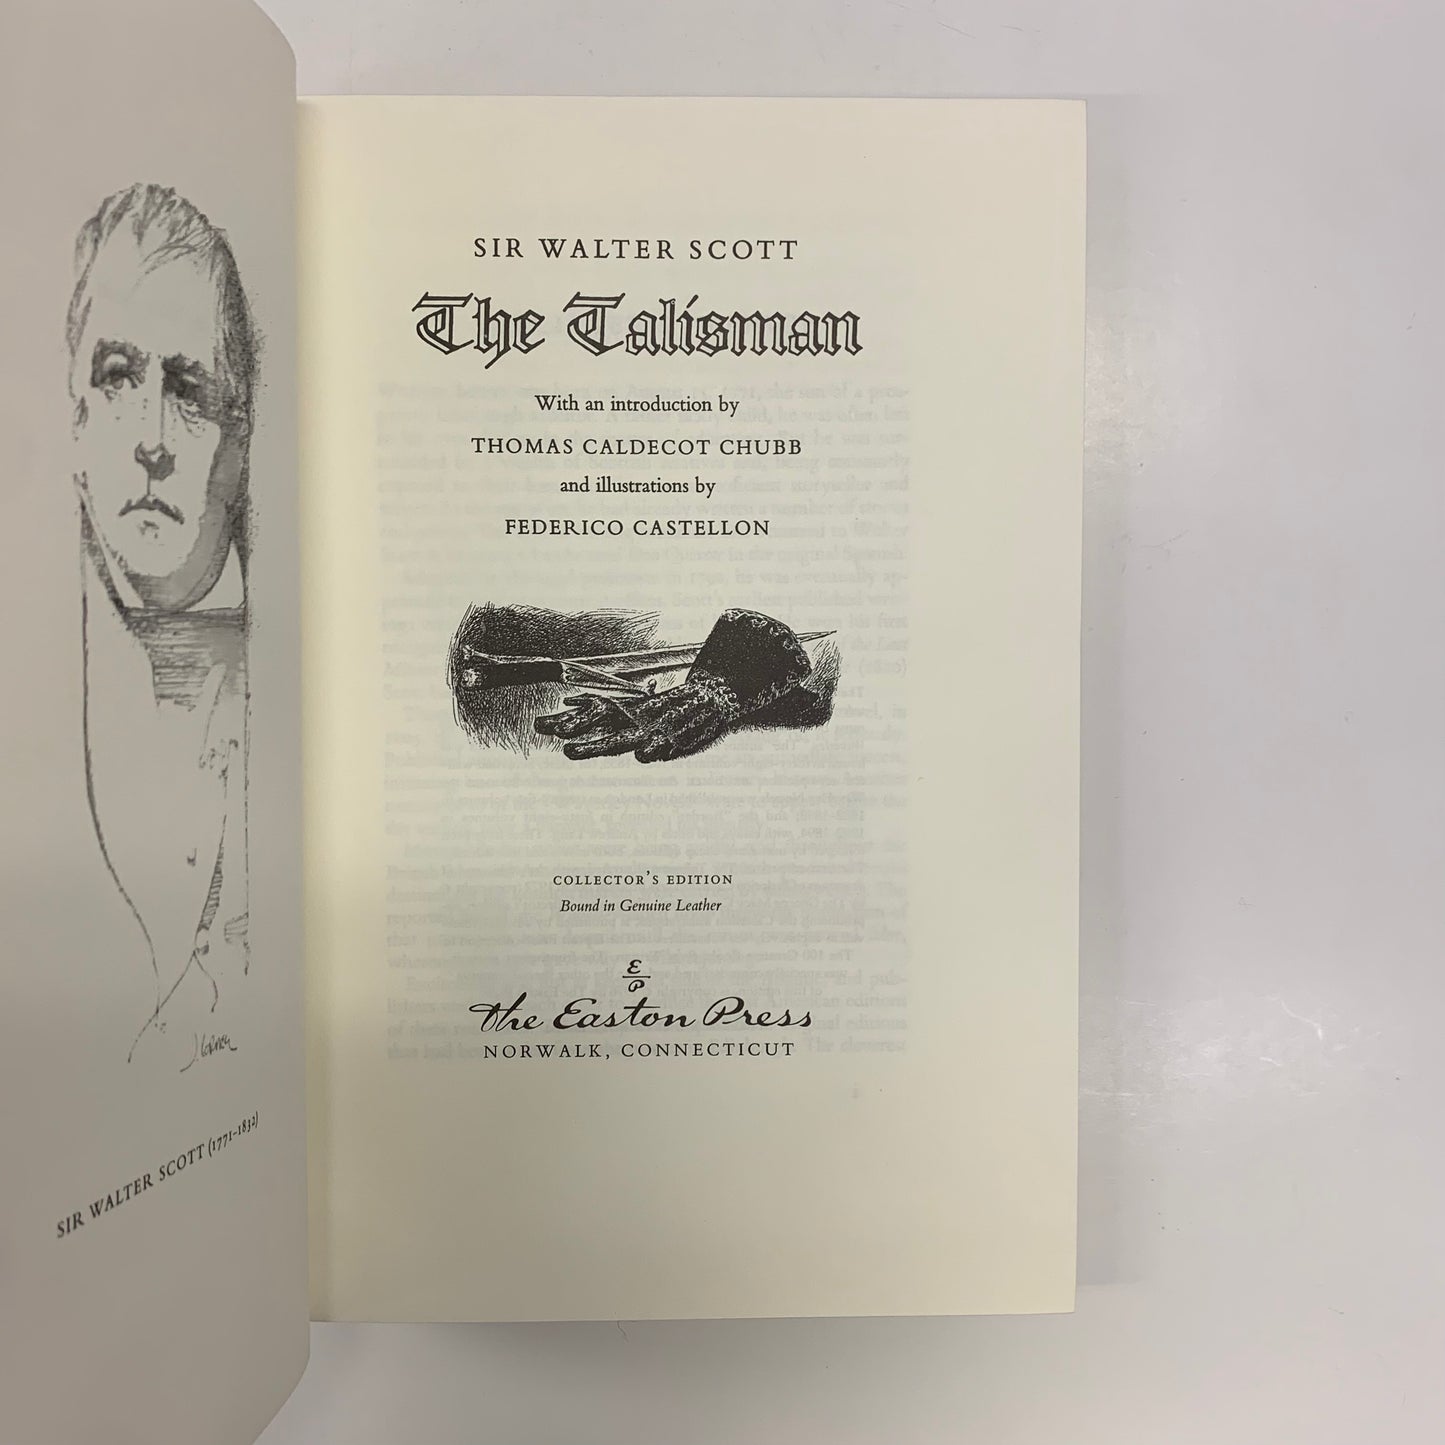 SIR WALTER SCOTT (1771-1832)
SIR WALTER SCOTT
The Talisman
With an introduction by
THOMAS CALDECOT CHUBB
and illustrations by
FEDERICO CASTELLON
COLLECTOR'S EDITION
Bound in Genuine Leather
E
P
The Easton Press
NORWALK, CONNECTICUT